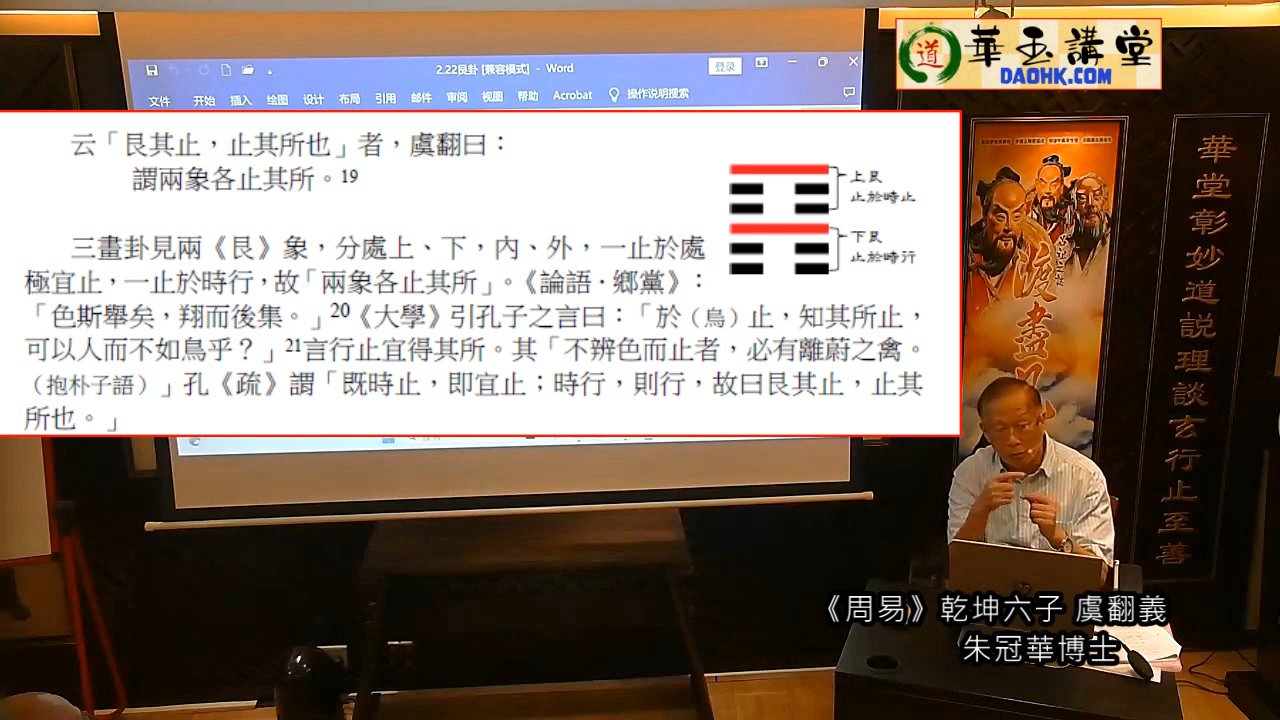 道 華玉講堂
DAOHK.COM
2.22艮卦 [兼容模式] - Word
登录
文件 开始 插入 绘图 设计 布局 引用 邮件 审阅 视图 帮助 Acrobat 操作说明搜索
云「艮其止，止其所也」者，虞翻曰：
謂兩象各止其所。19
上艮
止於時止
下艮
止於時行
三畫卦見兩《艮》象，分處上、下，內、外，一止於處
極宜止，一止於時行，故「兩象各止其所」。《論語·鄉黨》：
「色斯舉矣，翔而後集。」20《大學》引孔子之言曰：「於（烏）止，知其所止，
可以人而不如鳥乎？」21言行止宜得其所。其「不辨色而止者，必有離蔚之禽。
（抱朴子語）」孔《疏》謂「既時止，即宜止；時行，則行，故曰艮其止，止其
所也。」
渡盡
華堂彰妙道説理談玄行止至善
《周易》乾坤六子 虞翻義
朱冠華博士